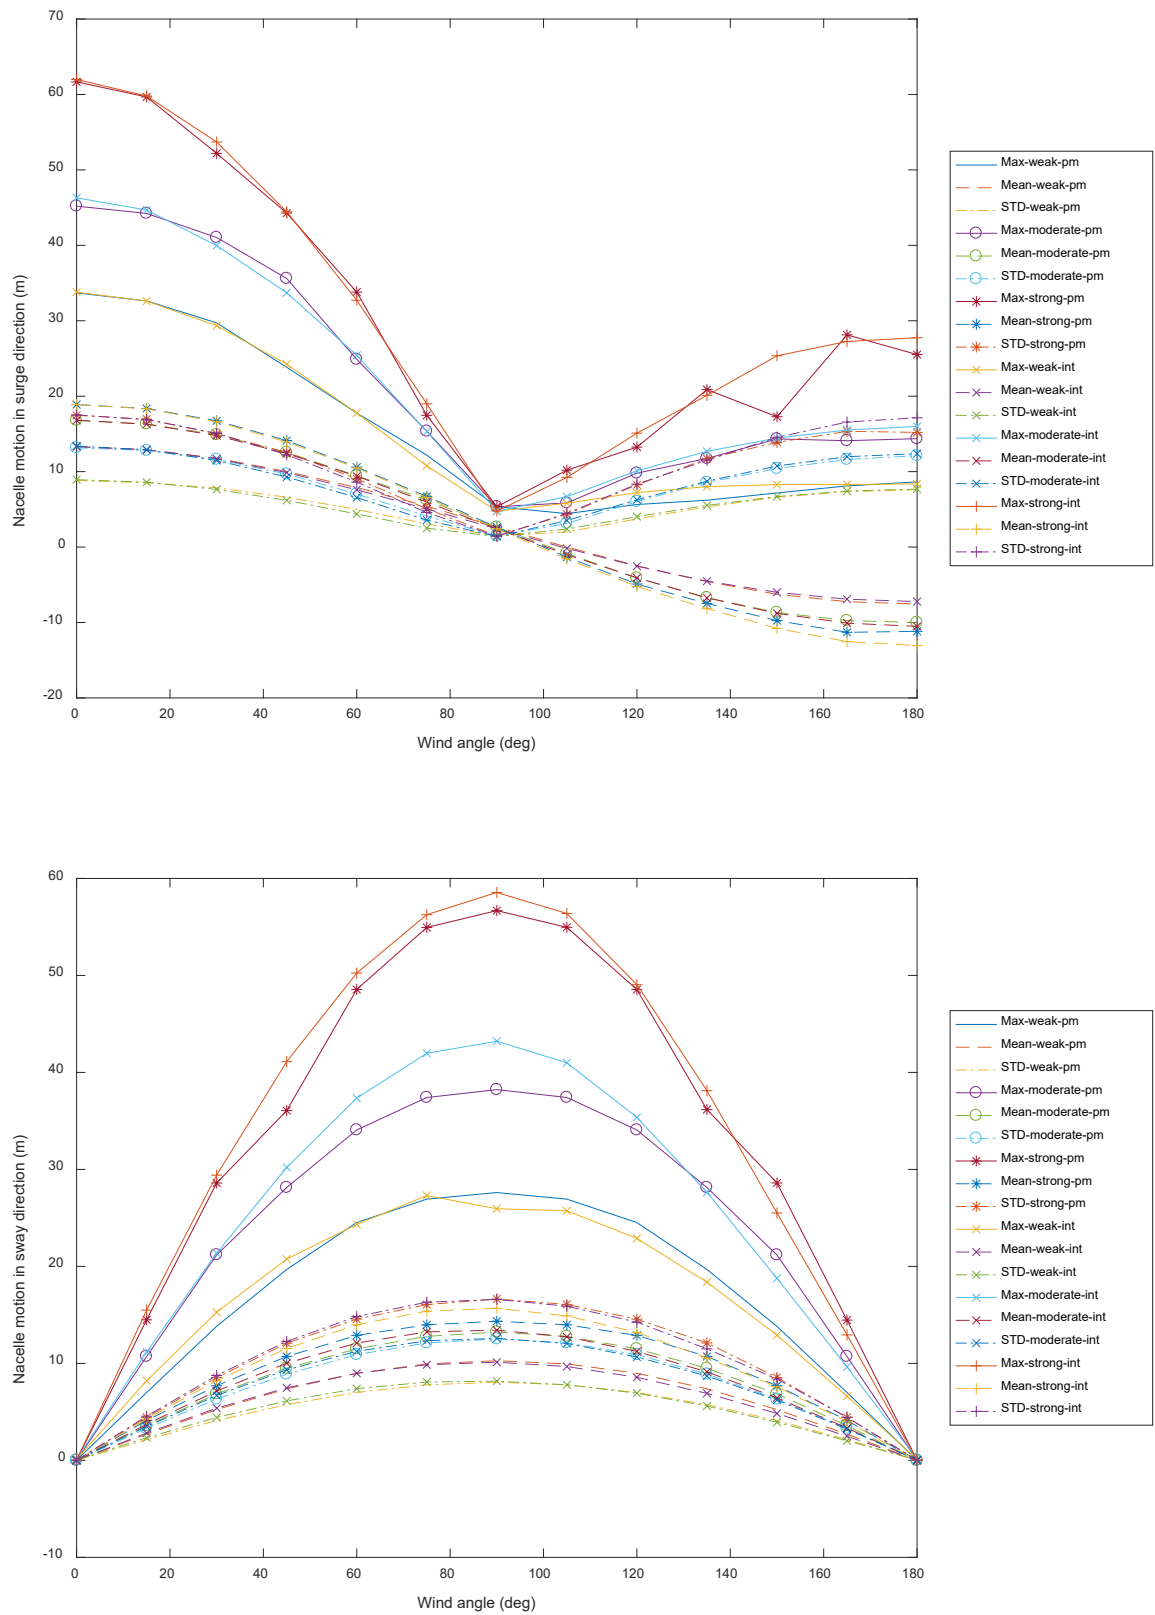 70
60
50
40
30
20
10
0
-10
-20
0 20 40 60 80 100 120 140 160 180
Nacelle motion in surge direction (m)
Wind angle (deg)
Max-weak-pm
Mean-weak-pm
STD-weak-pm
Max-moderate-pm
Mean-moderate-pm
STD-moderate-pm
Max-strong-pm
Mean-strong-pm
STD-strong-pm
Max-weak-int
Mean-weak-int
STD-weak-int
Max-moderate-int
Mean-moderate-int
STD-moderate-int
Max-strong-int
Mean-strong-int
STD-strong-int
60
50
40
30
20
10
0
-10
0 20 40 60 80 100 120 140 160 180
Nacelle motion in sway direction (m)
Wind angle (deg)
Max-weak-pm
Mean-weak-pm
STD-weak-pm
Max-moderate-pm
Mean-moderate-pm
STD-moderate-pm
Max-strong-pm
Mean-strong-pm
STD-strong-pm
Max-weak-int
Mean-weak-int
STD-weak-int
Max-moderate-int
Mean-moderate-int
STD-moderate-int
Max-strong-int
Mean-strong-int
STD-strong-int